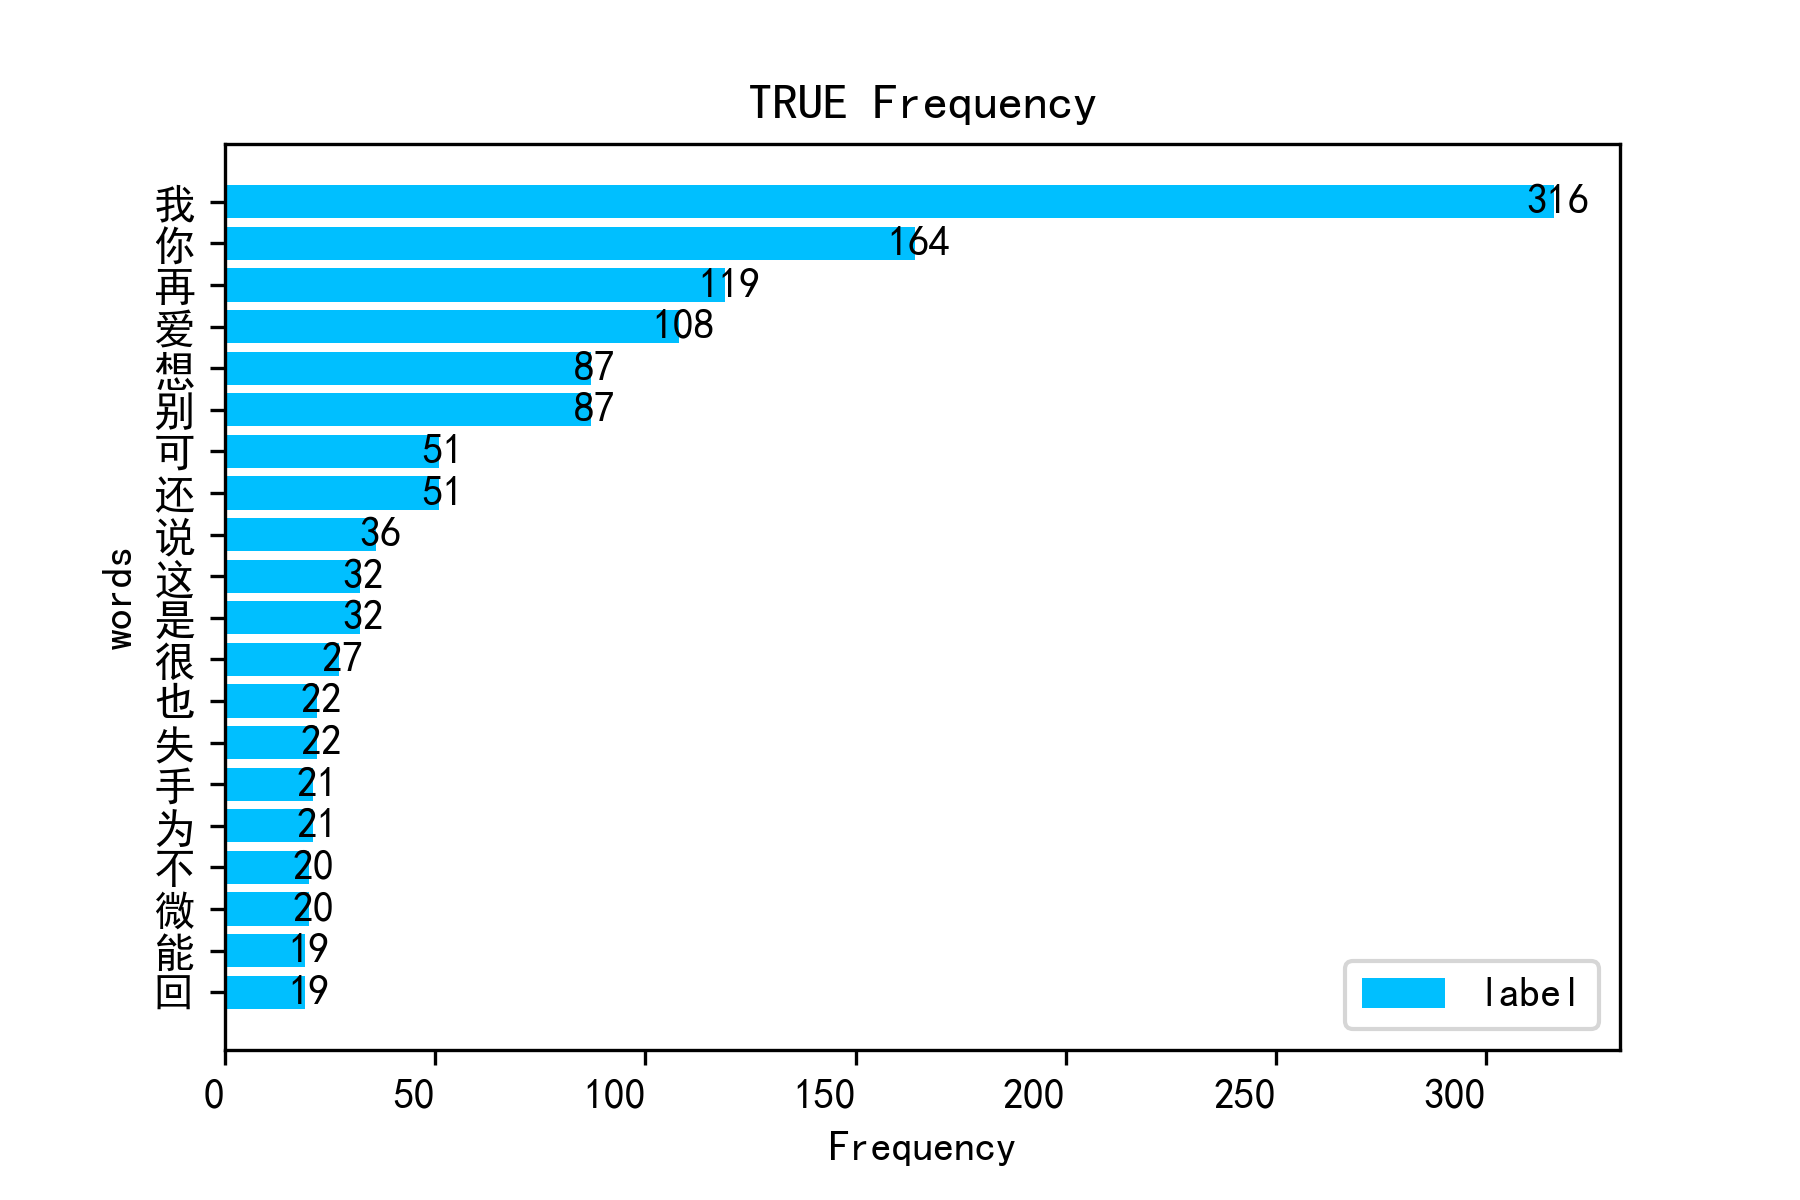 TRUE Frequency
我 316
你 164
再 119
爱 108
想 87
别 87
可 51
还 51
说 36
这 32
是 32
很 27
也 22
失 22
手 21
为 21
不 20
微 20
能 19
回 19
words
label
0 50 100 150 200 250 300
Frequency